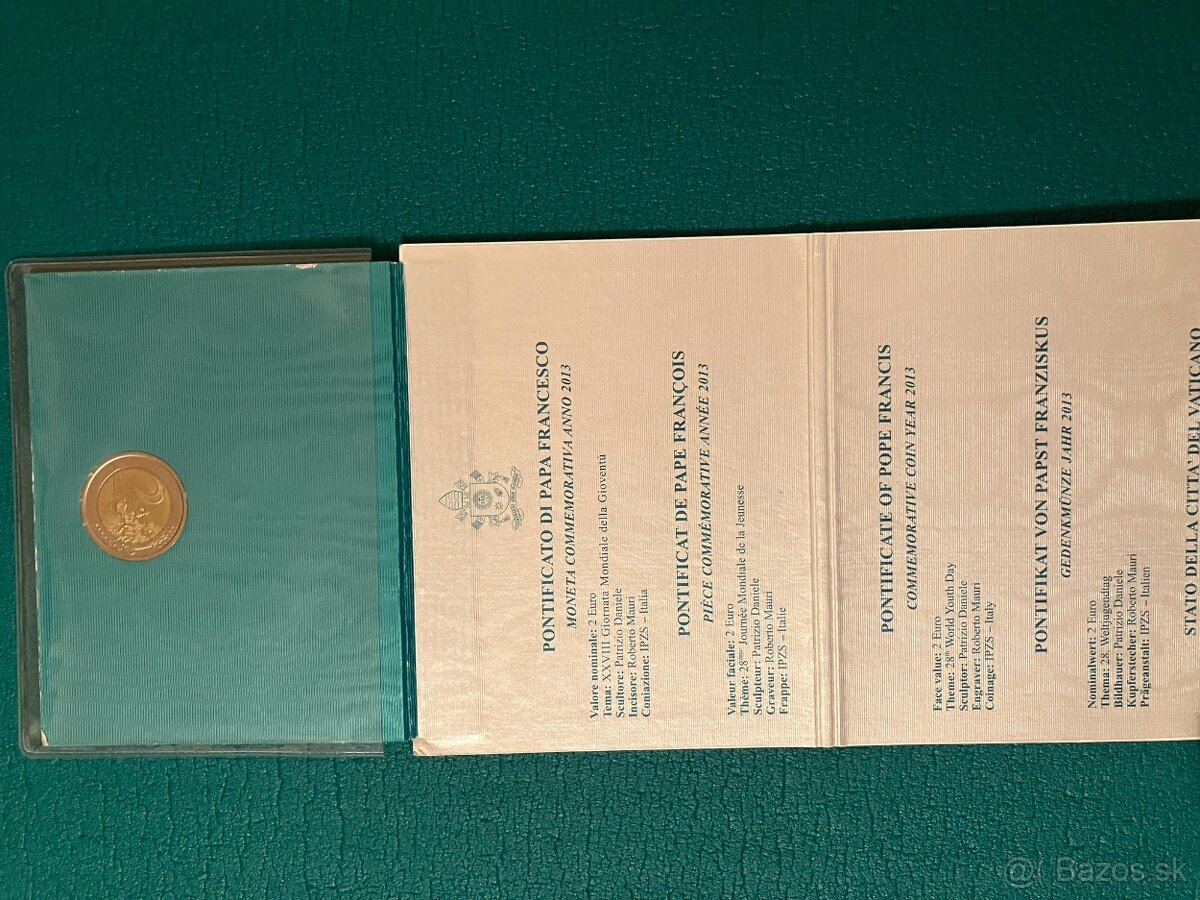 PONTIFICATO DI PAPA FRANCESCO
MONETA COMMEMORATIVA ANNO 2013
Valore nominale: 2 Euro
Tema: XXVIII Giornata Mondiale della Gioventù
Scultore: Patrizio Daniele
Incisore: Roberto Mauri
Coniazione: IPZS – Italia
PONTIFICAT DE PAPE FRANÇOIS
PIÈCE COMMÉMORATIVE ANNÉE 2013
Valeur faciale: 2 Euro
Thème: 28ème Journée Mondiale de la Jeunesse
Sculpteur: Patrizio Daniele
Graveur: Roberto Mauri
Frappe: IPZS – Italie
PONTIFICATE OF POPE FRANCIS
COMMEMORATIVE COIN YEAR 2013
Face value: 2 Euro
Theme: 28th World Youth Day
Sculptor: Patrizio Daniele
Engraver: Roberto Mauri
Coinage: IPZS – Italy
PONTIFIKAT VON PAPST FRANZISKUS
GEDENKMÜNZE JAHR 2013
Nominalwert: 2 Euro
Thema: 28. Weltjugendtag
Bildhauer: Patrizio Daniele
Kupferstecher: Roberto Mauri
Prägeanstalt: IPZS – Italien
STATO DELLA CITTA' DEL VATICANO
2
@( Bazos.sk